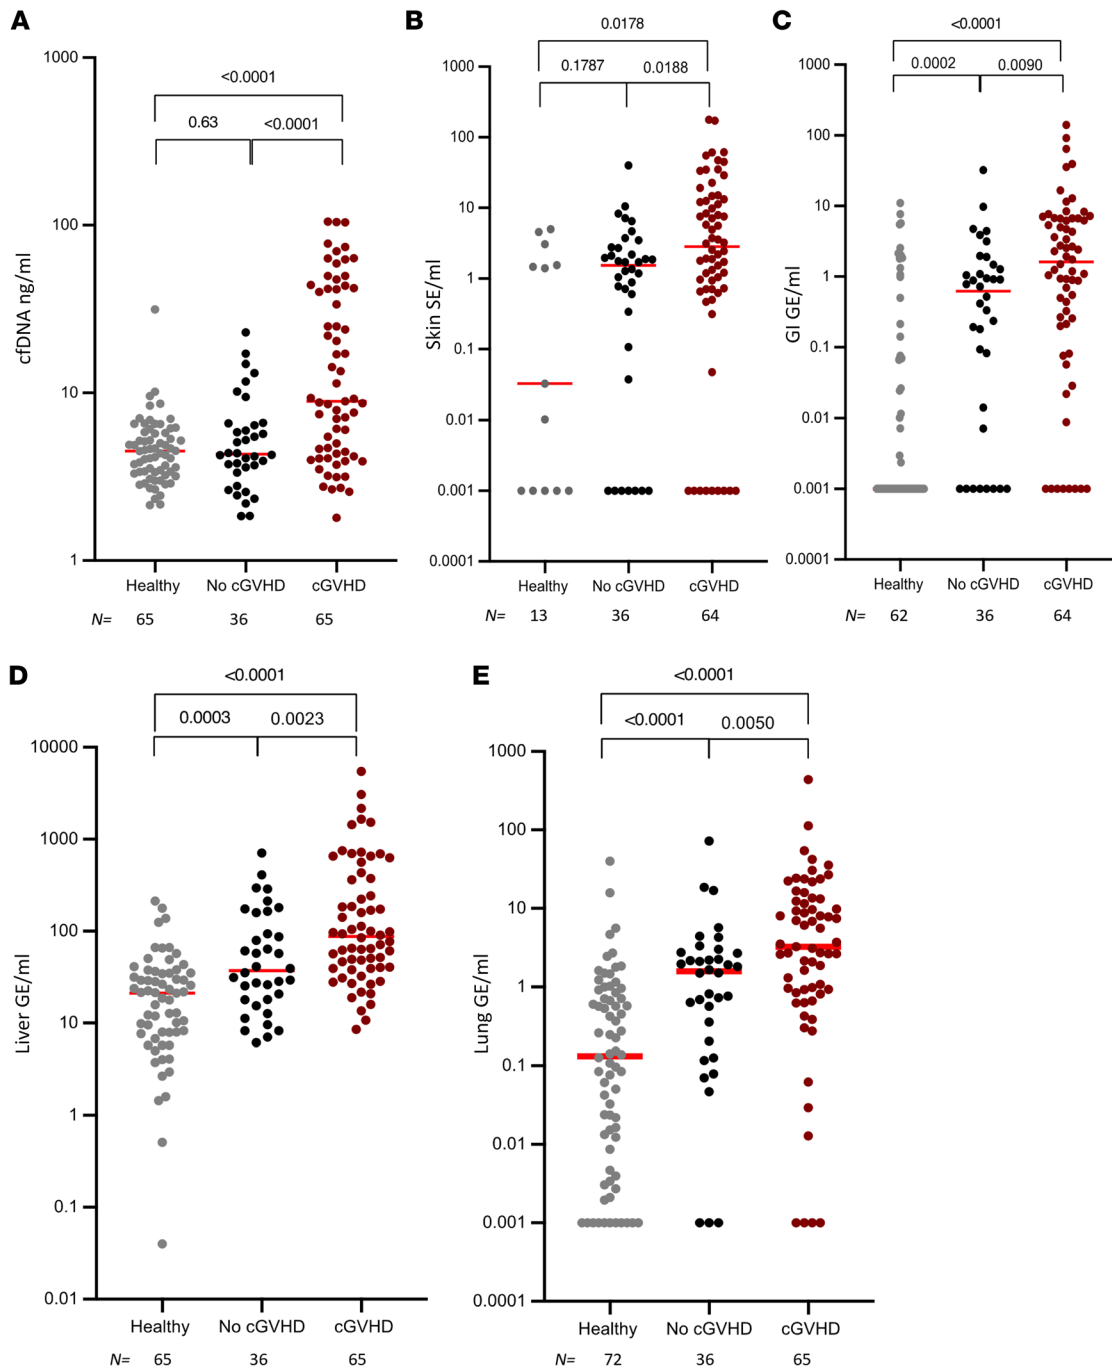 A
cfDNA ng/ml
1000
100
10
1
<0.0001
0.63
<0.0001
Healthy No cGVHD cGVHD
N= 65 36 65
B
Skin SE/ml
1000
100
10
1
0.1
0.01
0.001
0.0001
0.0178
0.1787 0.0188
Healthy No cGVHD cGVHD
N= 13 36 64
C
GI GE/ml
1000
100
10
1
0.1
0.01
0.001
0.0001
<0.0001
0.0002 0.0090
Healthy No cGVHD cGVHD
N= 62 36 64
D
Liver GE/ml
10000
1000
100
10
1
0.1
0.01
<0.0001
0.0003 0.0023
Healthy No cGVHD cGVHD
N= 65 36 65
E
Lung GE/ml
1000
100
10
1
0.1
0.01
0.001
0.0001
<0.0001
<0.0001 0.0050
Healthy No cGVHD cGVHD
N= 72 36 65